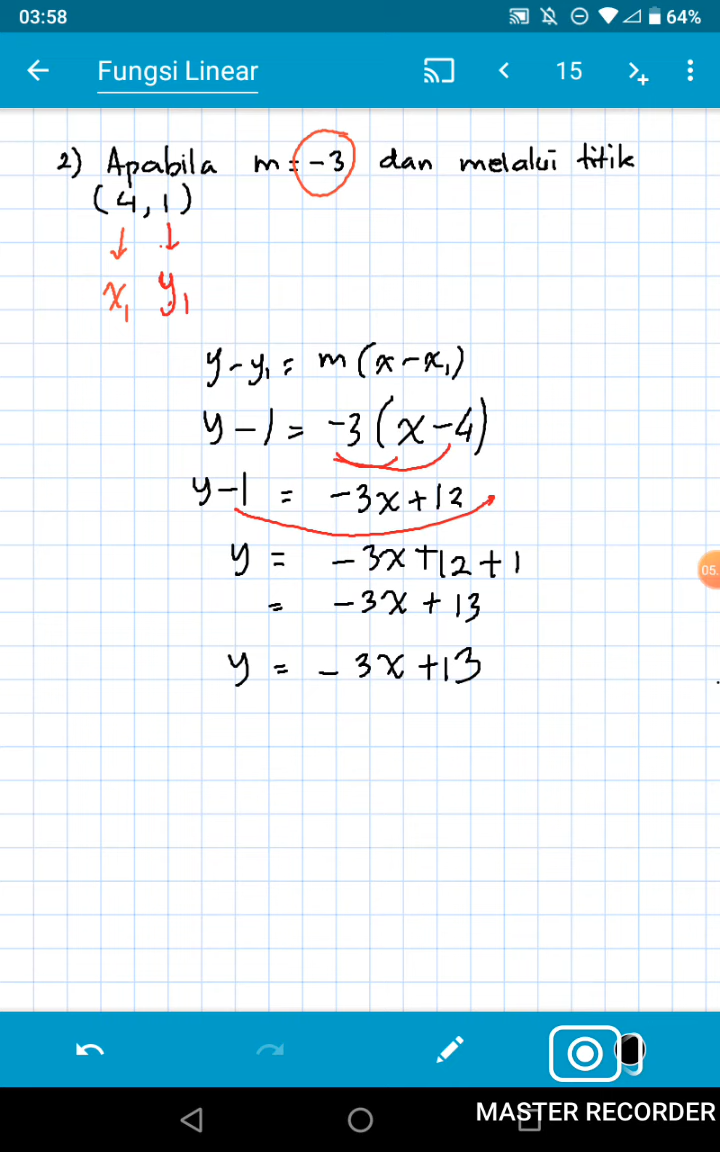 03:58 64%
Fungsi Linear < 15 >+
2) Apabila m = -3 dan melalui titik
(4, 1)
↓ ↓
x₁ y₁
y - y₁ = m(x - x₁)
y - 1 = -3(x - 4)
y - 1 = -3x + 12
y = -3x + 12 + 1
= -3x + 13
y = -3x + 13
05.
MASTER RECORDER